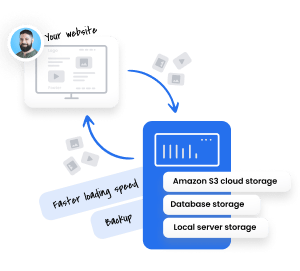 Your website
Amazon S3 cloud storage
Database storage
Local server storage
Faster loading speed
Backup